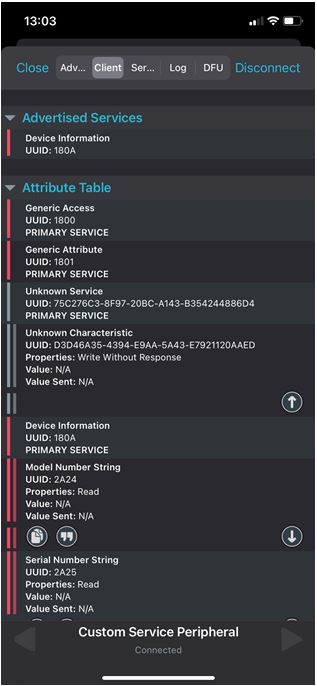 13:03
Close
Adv...
Client
Ser...
Log
DFU
Disconnect
Advertised Services
Device Information
UUID: 180A
Attribute Table
Generic Access
UUID: 1800
PRIMARY SERVICE
Generic Attribute
UUID: 1801
PRIMARY SERVICE
Unknown Service
UUID: 75C276C3-8F97-20BC-A143-B354244886D4
PRIMARY SERVICE
Unknown Characteristic
UUID: D3D46A35-4394-E9AA-5A43-E7921120AAED
Properties: Write Without Response
Value: N/A
Value Sent: N/A
Device Information
UUID: 180A
PRIMARY SERVICE
Model Number String
UUID: 2A24
Properties: Read
Value: N/A
Value Sent: N/A
Serial Number String
UUID: 2A25
Properties: Read
Value: N/A
Value Sent: N/A
Custom Service Peripheral
Connected